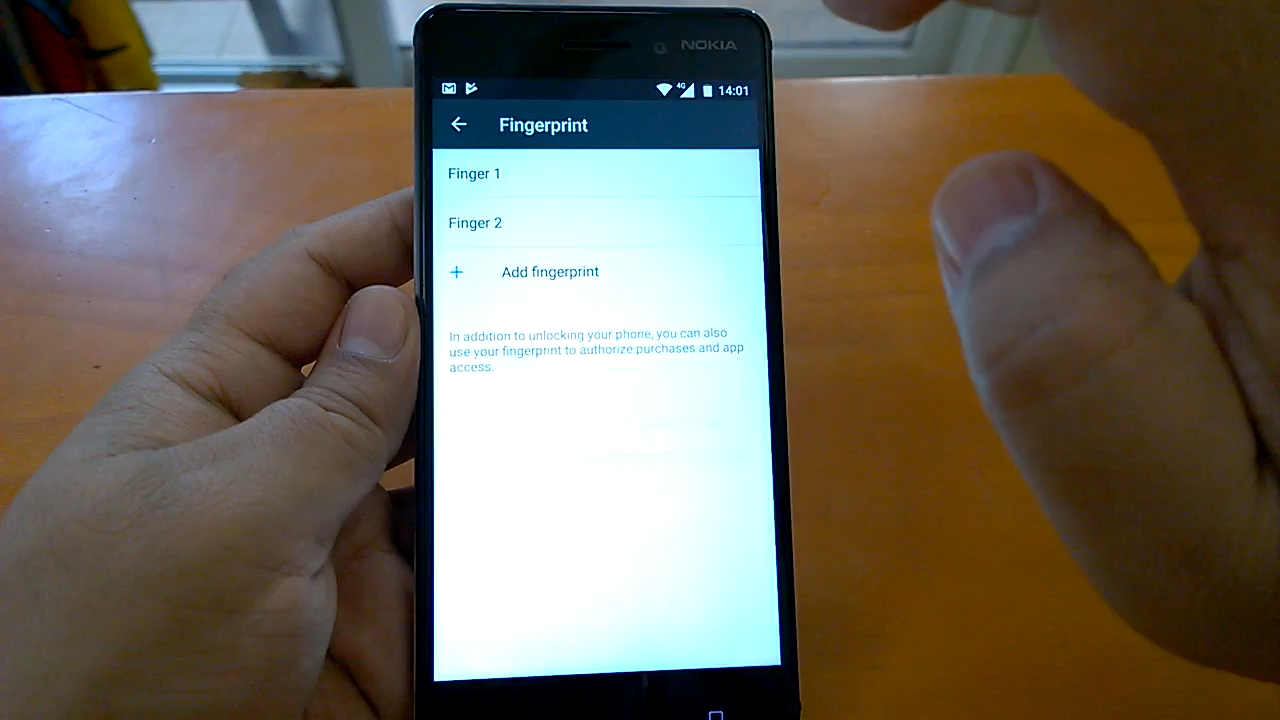 NOKIA
4G 14:01
Fingerprint
Finger 1
Finger 2
+ Add fingerprint
In addition to unlocking your phone, you can also
use your fingerprint to authorize purchases and app
access.